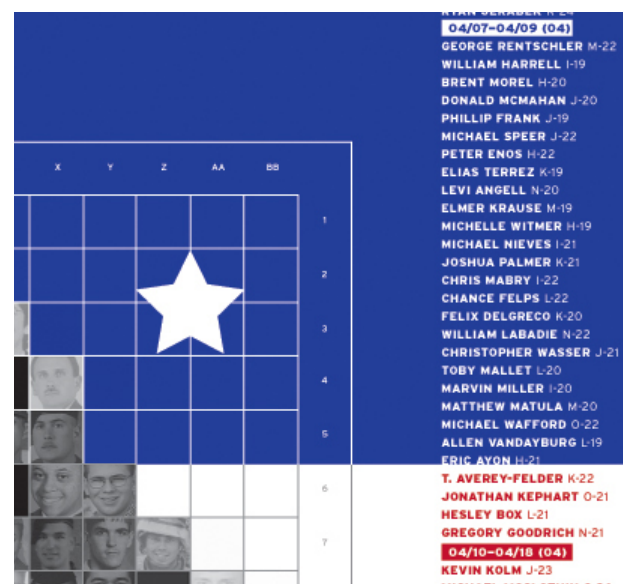 RYAN JERABEK K-24
04/07–04/09 (04)
GEORGE RENTSCHLER M-22
WILLIAM HARRELL I-19
BRENT MOREL H-20
DONALD MCMAHAN J-20
PHILLIP FRANK J-19
MICHAEL SPEER J-22
PETER ENOS H-22
ELIAS TERREZ K-19
LEVI ANGELL N-20
ELMER KRAUSE M-19
MICHELLE WITMER H-19
MICHAEL NIEVES I-21
JOSHUA PALMER K-21
CHRIS MABRY I-22
CHANCE FELPS L-22
FELIX DELGRECO K-20
WILLIAM LABADIE N-22
CHRISTOPHER WASSER J-21
TOBY MALLET L-20
MARVIN MILLER I-20
MATTHEW MATULA M-20
MICHAEL WAFFORD O-22
ALLEN VANDAYBURG L-19
ERIC AYON H-21
T. AVEREY-FELDER K-22
JONATHAN KEPHART O-21
HESLEY BOX L-21
GREGORY GOODRICH N-21
04/10–04/18 (04)
KEVIN KOLM J-23
X Y Z AA BB
1
2
3
4
5
6
7